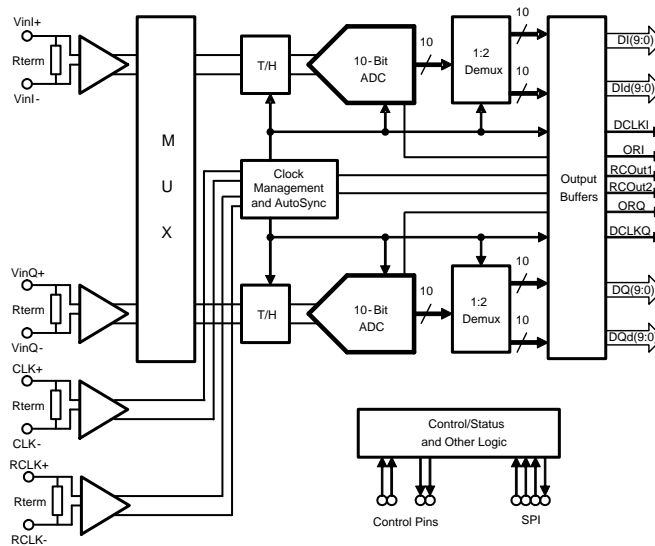 VinI+
Rterm
VinI-
M
U
X
T/H
10-Bit
ADC
10
1:2
Demux
10
10
DI(9:0)
DId(9:0)
DCLKI
ORI
RCOut1
RCOut2
ORQ
DCLKQ
Clock
Management
and AutoSync
Output
Buffers
VinQ+
Rterm
VinQ-
T/H
10-Bit
ADC
10
1:2
Demux
10
10
DQ(9:0)
DQd(9:0)
CLK+
Rterm
CLK-
RCLK+
Rterm
RCLK-
Control/Status
and Other Logic
Control Pins
SPI